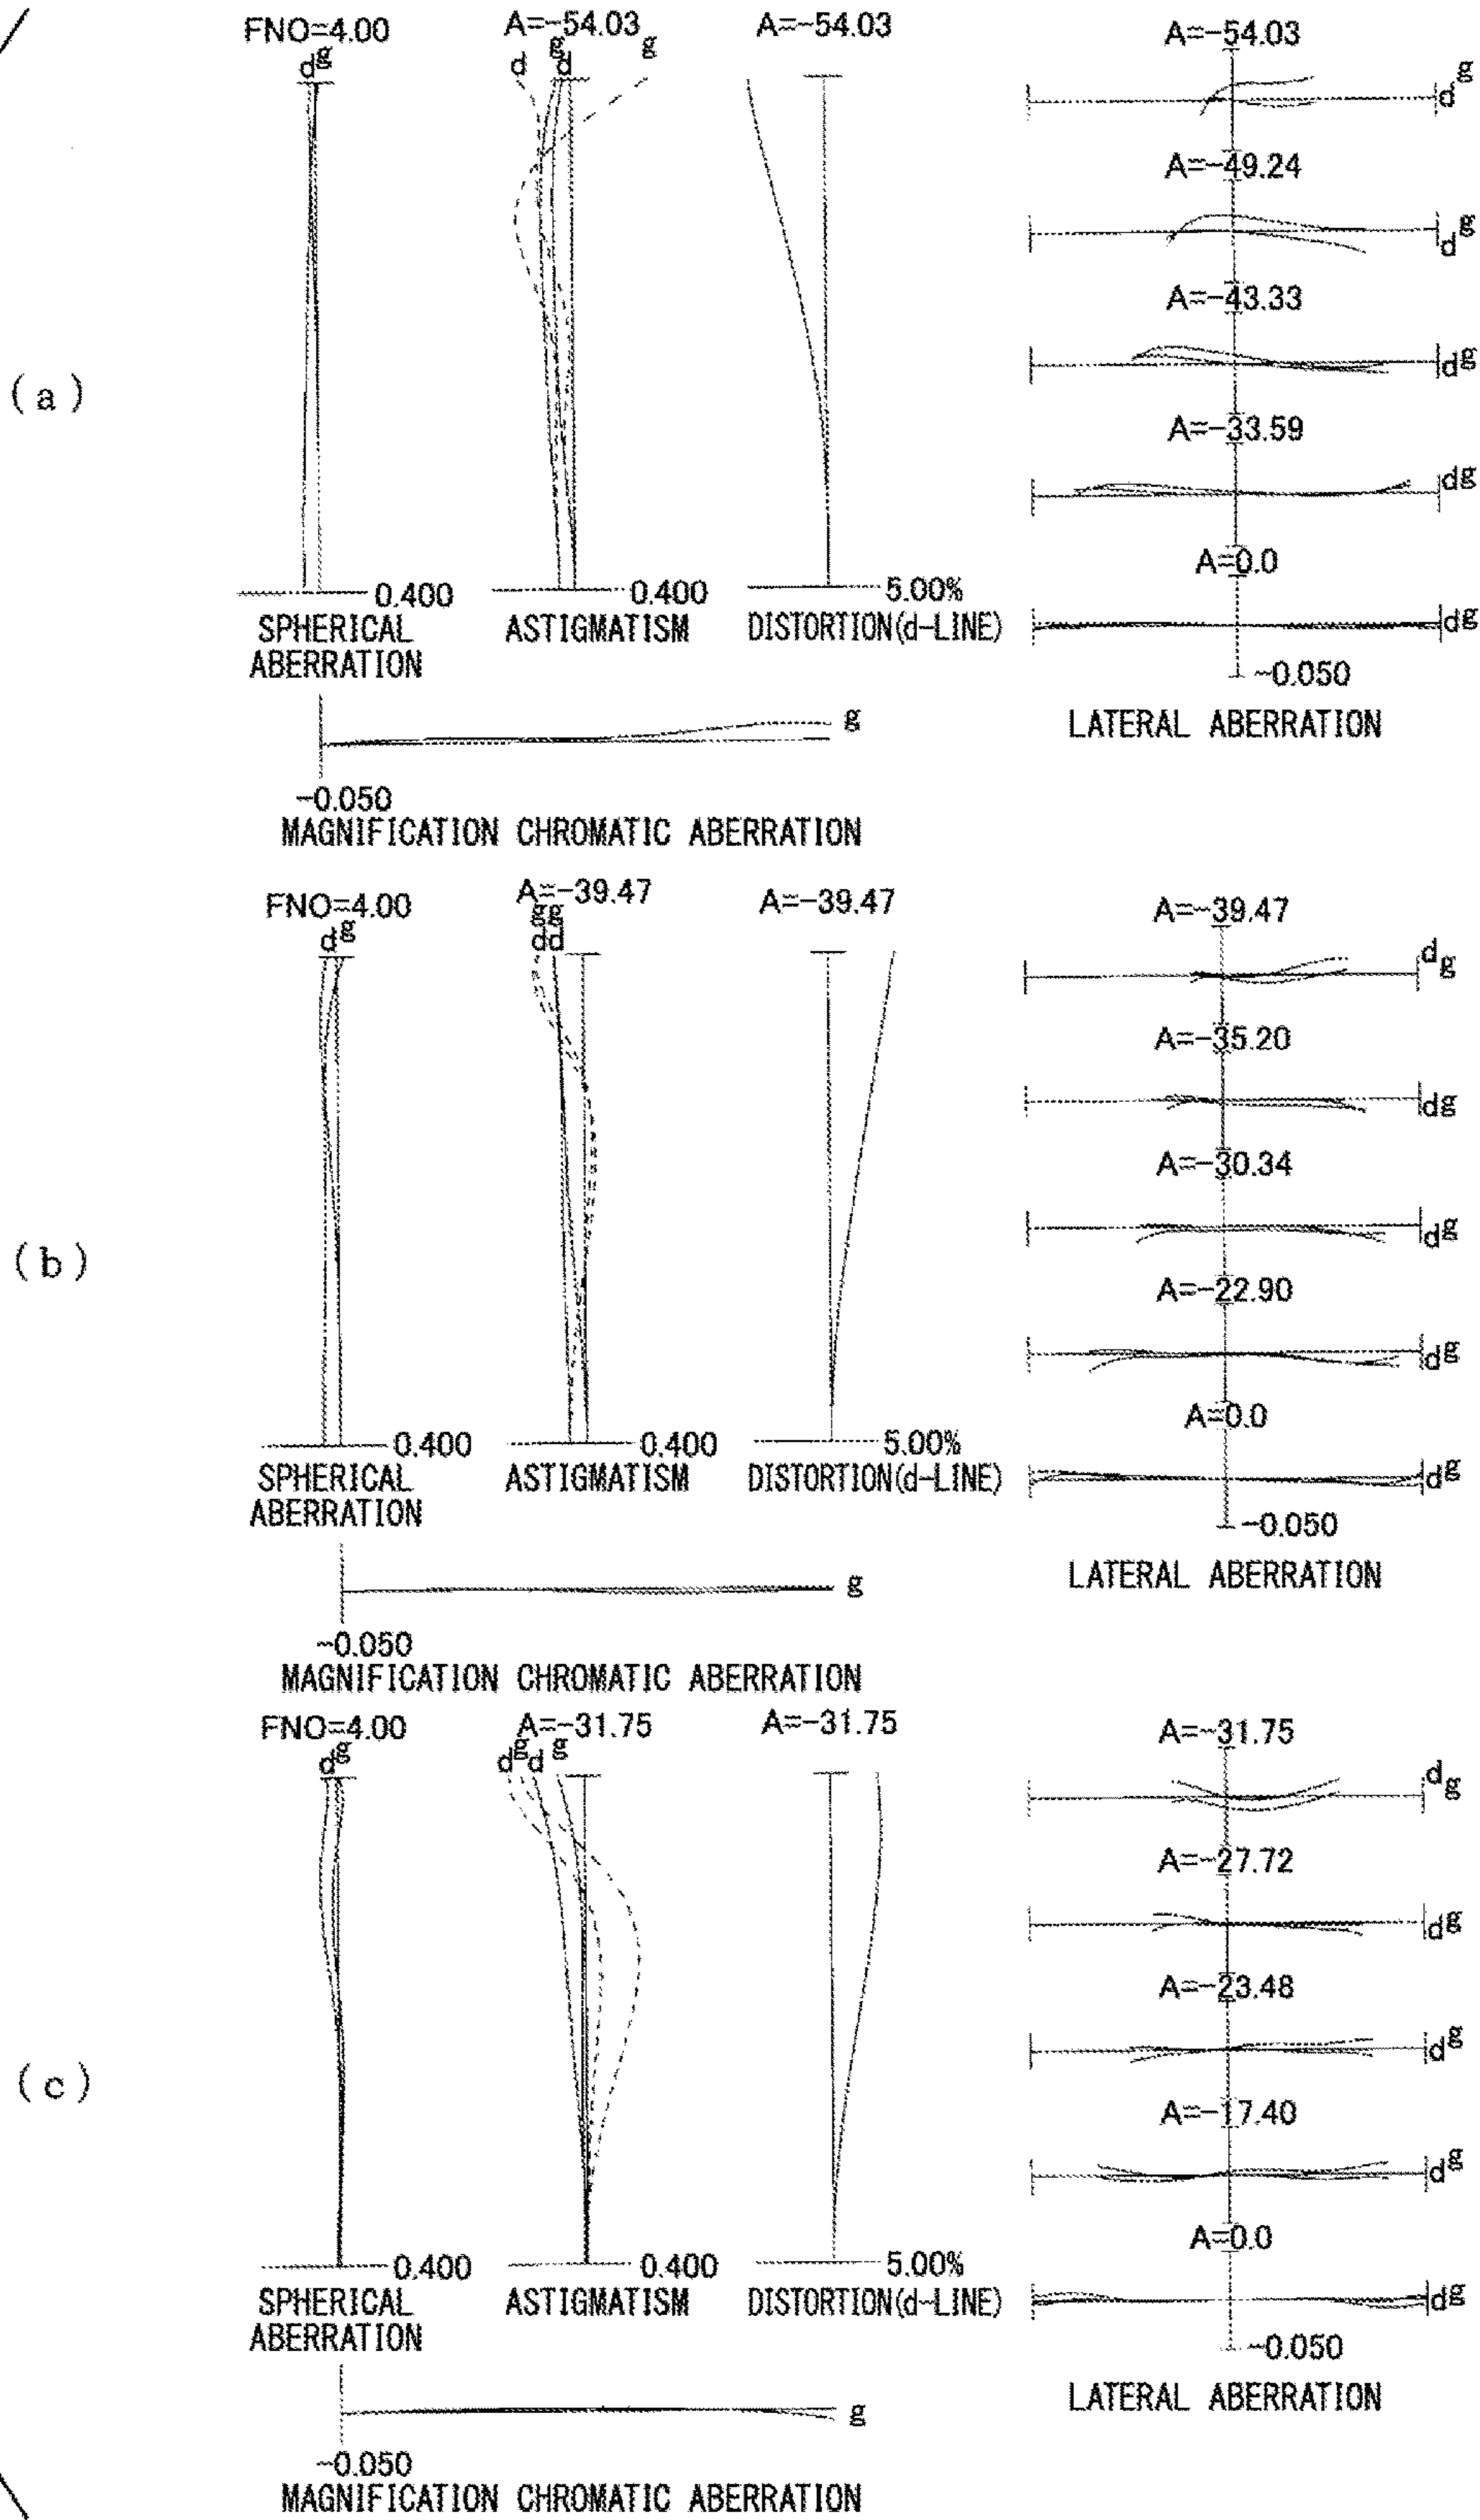 (a)
FNO=4.00
d g
0.400
SPHERICAL
ABERRATION
A=-54.03
d g d g
0.400
ASTIGMATISM
A=-54.03
5.00%
DISTORTION(d-LINE)
A=-54.03
d g
A=-49.24
d g
A=-43.33
d g
A=-33.59
d g
A=0.0
d g
-0.050
LATERAL ABERRATION
g
-0.050
MAGNIFICATION CHROMATIC ABERRATION
(b)
FNO=4.00
d g
0.400
SPHERICAL
ABERRATION
A=-39.47
g g
d d
0.400
ASTIGMATISM
A=-39.47
5.00%
DISTORTION(d-LINE)
A=-39.47
d g
A=-35.20
d g
A=-30.34
d g
A=-22.90
d g
A=0.0
d g
-0.050
LATERAL ABERRATION
g
-0.050
MAGNIFICATION CHROMATIC ABERRATION
(c)
FNO=4.00
d g
0.400
SPHERICAL
ABERRATION
A=-31.75
d g d g
0.400
ASTIGMATISM
A=-31.75
5.00%
DISTORTION(d-LINE)
A=-31.75
d g
A=-27.72
d g
A=-23.48
d g
A=-17.40
d g
A=0.0
d g
-0.050
LATERAL ABERRATION
g
-0.050
MAGNIFICATION CHROMATIC ABERRATION